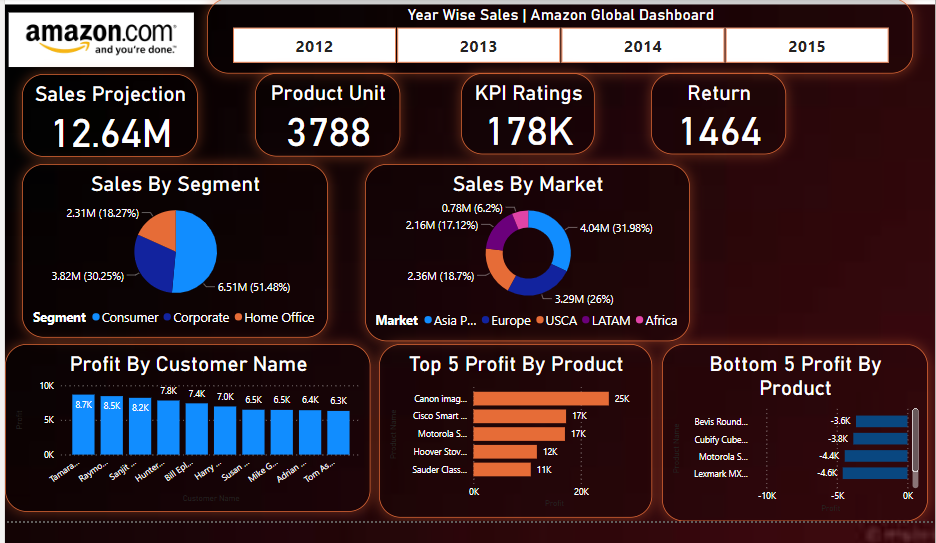 amazon.com
and you're done.™
Year Wise Sales | Amazon Global Dashboard
2012 2013 2014 2015
Sales Projection
12.64M
Product Unit
3788
KPI Ratings
178K
Return
1464
Sales By Segment
2.31M (18.27%)
3.82M (30.25%)
6.51M (51.48%)
Segment Consumer Corporate Home Office
Sales By Market
0.78M (6.2%)
2.16M (17.12%)
4.04M (31.98%)
2.36M (18.7%)
3.29M (26%)
Market Asia P... Europe USCA LATAM Africa
Profit By Customer Name
Profit
10K
5K
0K
8.7K 8.5K 8.2K 7.8K 7.4K 7.0K 6.5K 6.5K 6.4K 6.3K
Tamara... Raymo... Sanjit ... Hunter... Bill Epl... Harry ... Susan ... Mike G... Adrian ... Tom As...
Customer Name
Top 5 Profit By Product
Product Name
Canon imag... 25K
Cisco Smart ... 17K
Motorola S... 17K
Hoover Stov... 12K
Sauder Class... 11K
0K 20K
Profit
Bottom 5 Profit By
Product
Product Name
Bevis Round... -3.6K
Cubify Cube... -3.8K
Motorola S... -4.4K
Lexmark MX... -4.6K
-10K -5K 0K
Profit